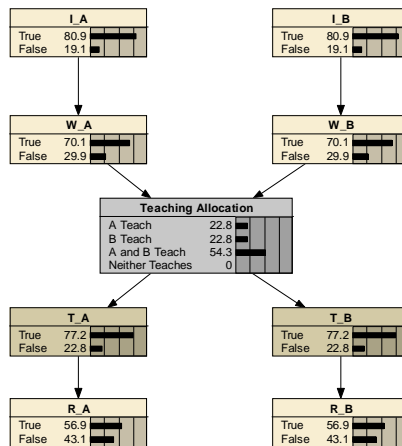 I_A
True 80.9
False 19.1
I_B
True 80.9
False 19.1
W_A
True 70.1
False 29.9
W_B
True 70.1
False 29.9
Teaching Allocation
A Teach 22.8
B Teach 22.8
A and B Teach 54.3
Neither Teaches 0
T_A
True 77.2
False 22.8
T_B
True 77.2
False 22.8
R_A
True 56.9
False 43.1
R_B
True 56.9
False 43.1